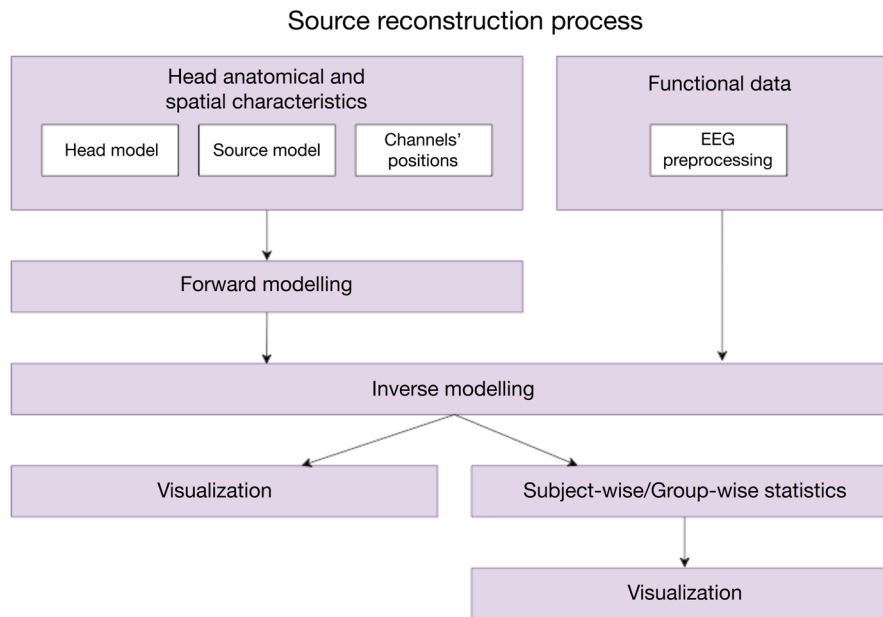 Source reconstruction process
Head anatomical and
spatial characteristics
Head model
Source model
Channels'
positions
Functional data
EEG
preprocessing
Forward modelling
Inverse modelling
Visualization
Subject-wise/Group-wise statistics
Visualization